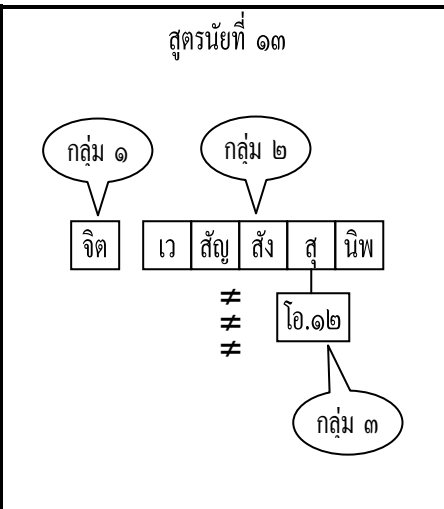 สูตรนัยที่ ๑๓
กลุ่ม ๑ กลุ่ม ๒
จิต เว สัญ สัง สุ นิพ
≠
≠
≠
โอ.๑๒
กลุ่ม ๓